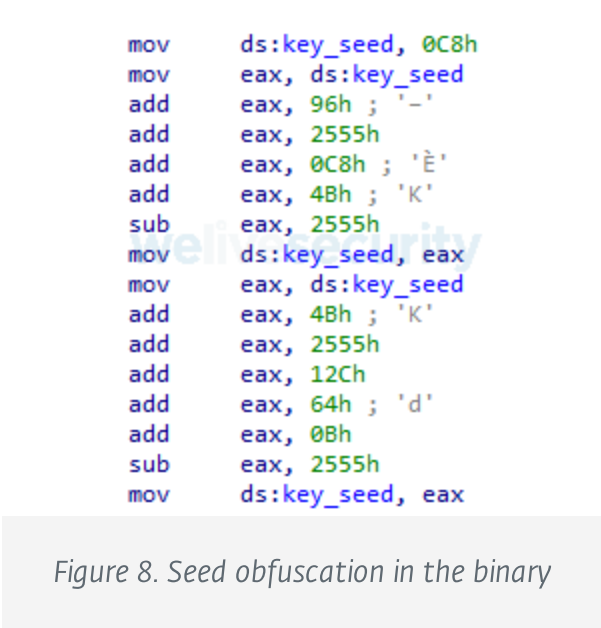 mov ds:key_seed, 0C8h
mov eax, ds:key_seed
add eax, 96h ; '–'
add eax, 2555h
add eax, 0C8h ; 'È'
add eax, 4Bh ; 'K'
sub eax, 2555h
welivesecurity
mov ds:key_seed, eax
mov eax, ds:key_seed
add eax, 4Bh ; 'K'
add eax, 2555h
add eax, 12Ch
add eax, 64h ; 'd'
add eax, 0Bh
sub eax, 2555h
mov ds:key_seed, eax
Figure 8. Seed obfuscation in the binary